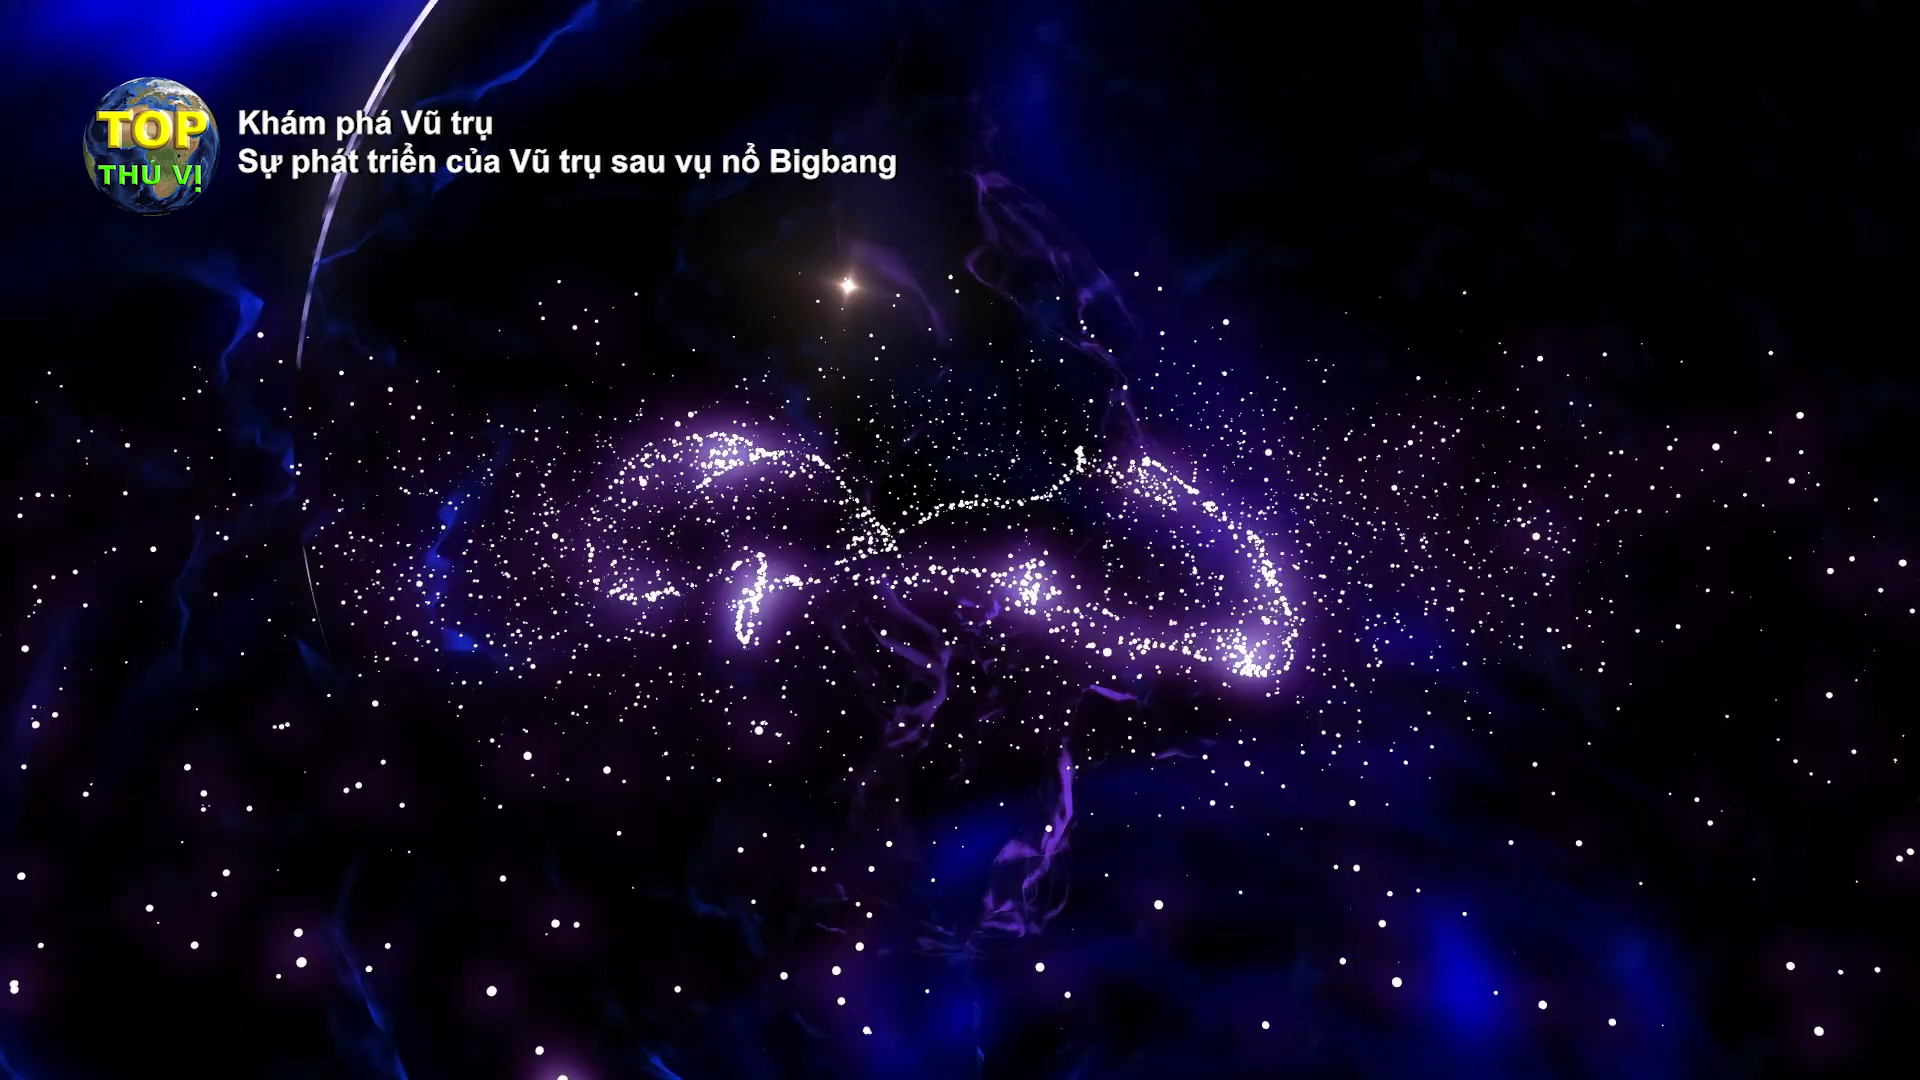 TOP
THÚ VỊ
Khám phá Vũ trụ
Sự phát triển của Vũ trụ sau vụ nổ Bigbang